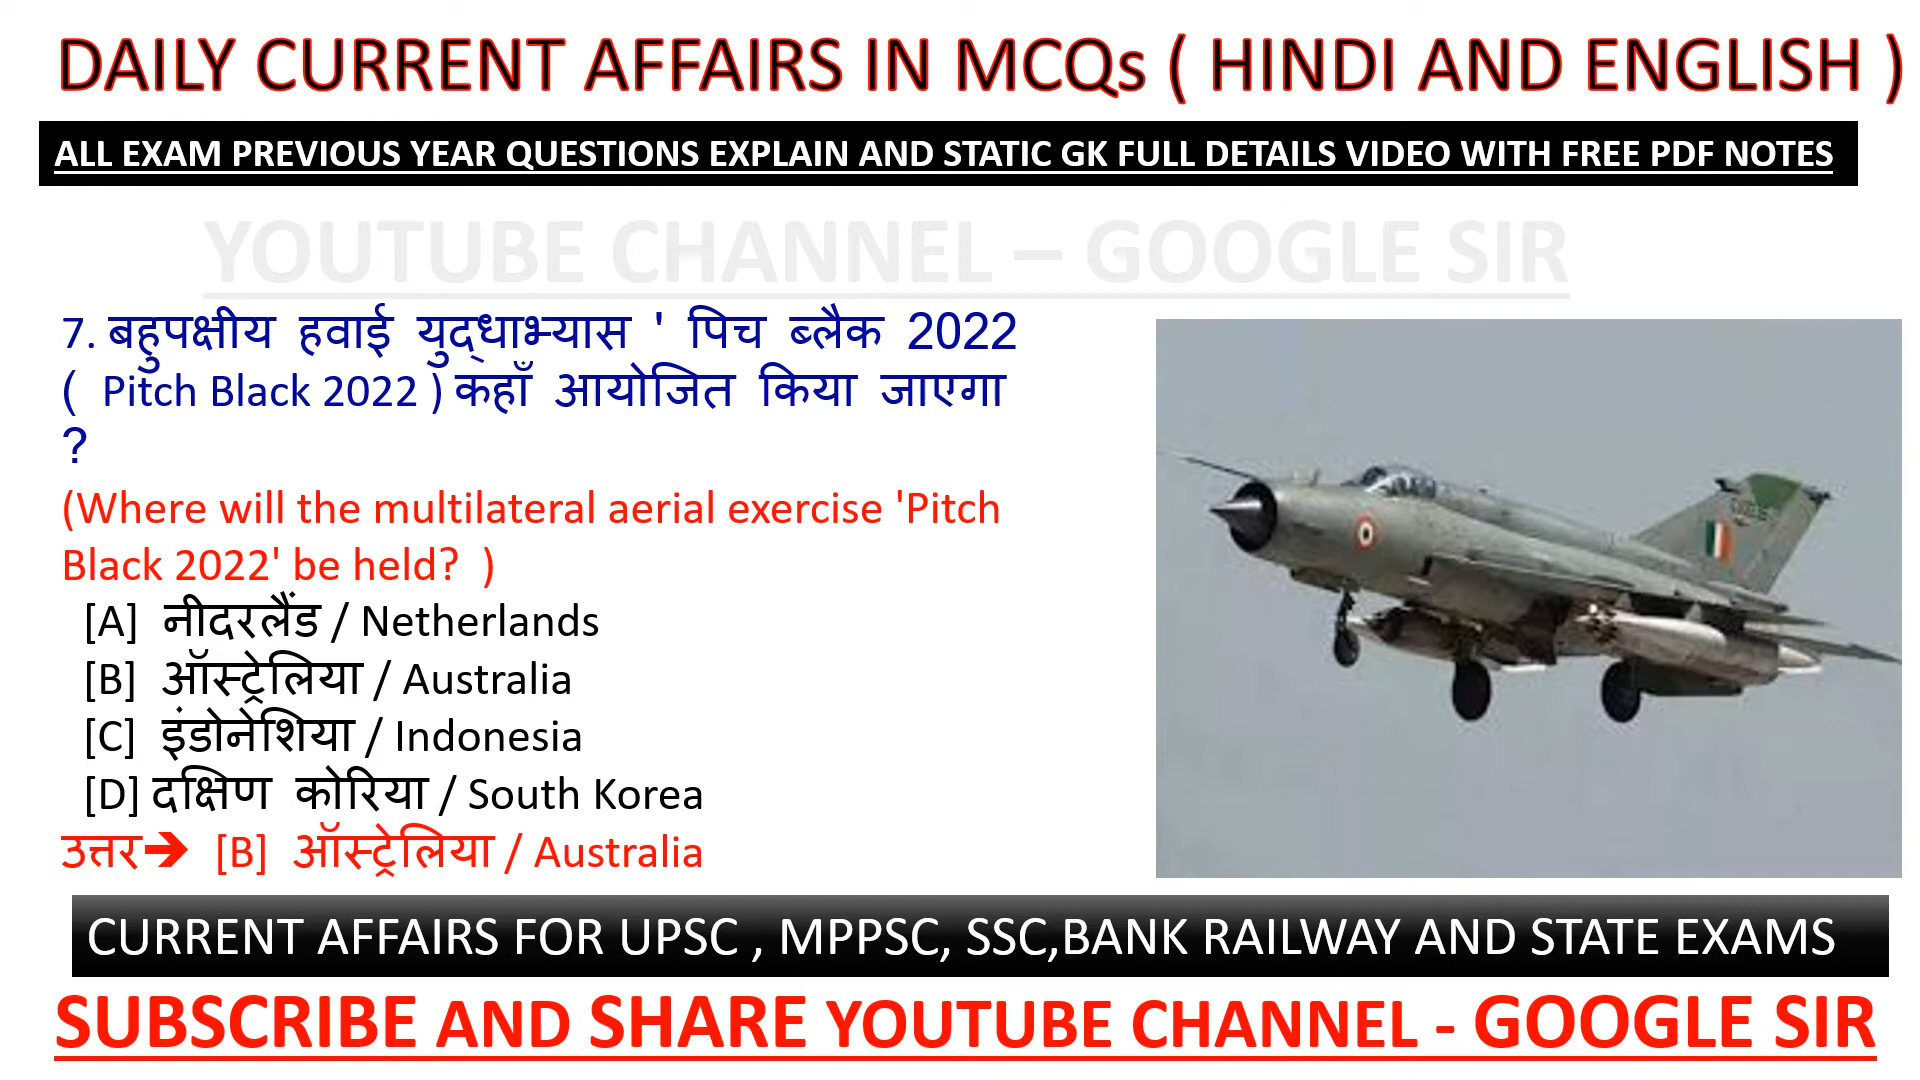 DAILY CURRENT AFFAIRS IN MCQs ( HINDI AND ENGLISH )
ALL EXAM PREVIOUS YEAR QUESTIONS EXPLAIN AND STATIC GK FULL DETAILS VIDEO WITH FREE PDF NOTES
YOUTUBE CHANNEL – GOOGLE SIR
7. बहुपक्षीय हवाई युद्धाभ्यास ' पिच ब्लैक 2022
( Pitch Black 2022 ) कहाँ आयोजित किया जाएगा
?
(Where will the multilateral aerial exercise 'Pitch
Black 2022' be held? )
[A] नीदरलैंड / Netherlands
[B] ऑस्ट्रेलिया / Australia
[C] इंडोनेशिया / Indonesia
[D] दक्षिण कोरिया / South Korea
उत्तर➔ [B] ऑस्ट्रेलिया / Australia
CURRENT AFFAIRS FOR UPSC , MPPSC, SSC,BANK RAILWAY AND STATE EXAMS
SUBSCRIBE AND SHARE YOUTUBE CHANNEL - GOOGLE SIR